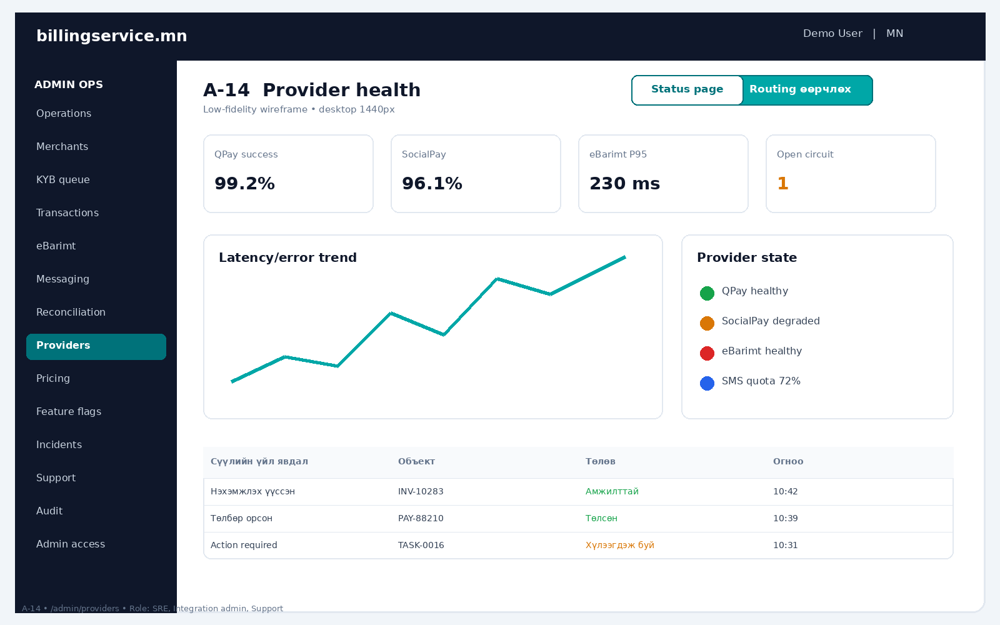 billingservice.mn
Demo User | MN
ADMIN OPS
Operations
Merchants
KYB queue
Transactions
eBarimt
Messaging
Reconciliation
Providers
Pricing
Feature flags
Incidents
Support
Audit
Admin access
A-14 Provider health
Low-fidelity wireframe • desktop 1440px
Status page
Routing өөрчлөх
QPay success
99.2%
SocialPay
96.1%
eBarimt P95
230 ms
Open circuit
1
Latency/error trend
Provider state
QPay healthy
SocialPay degraded
eBarimt healthy
SMS quota 72%
Сүүлийн үйл явдал Объект Төлөв Огноо
Нэхэмжлэх үүссэн INV-10283 Амжилттай 10:42
Төлбөр орсон PAY-88210 Төлсөн 10:39
Action required TASK-0016 Хүлээгдэж буй 10:31
A-14 • /admin/providers • Role: SRE, Integration admin, Support